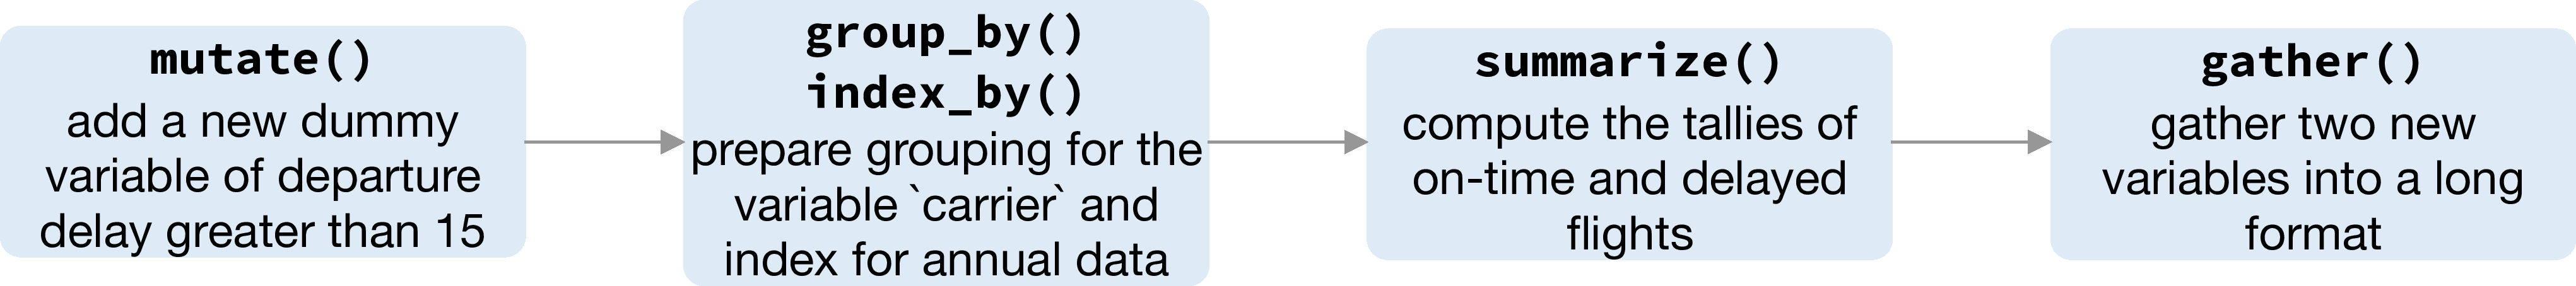 mutate()
add a new dummy
variable of departure
delay greater than 15
group_by()
index_by()
prepare grouping for the
variable `carrier` and
index for annual data
summarize()
compute the tallies of
on-time and delayed
flights
gather()
gather two new
variables into a long
format